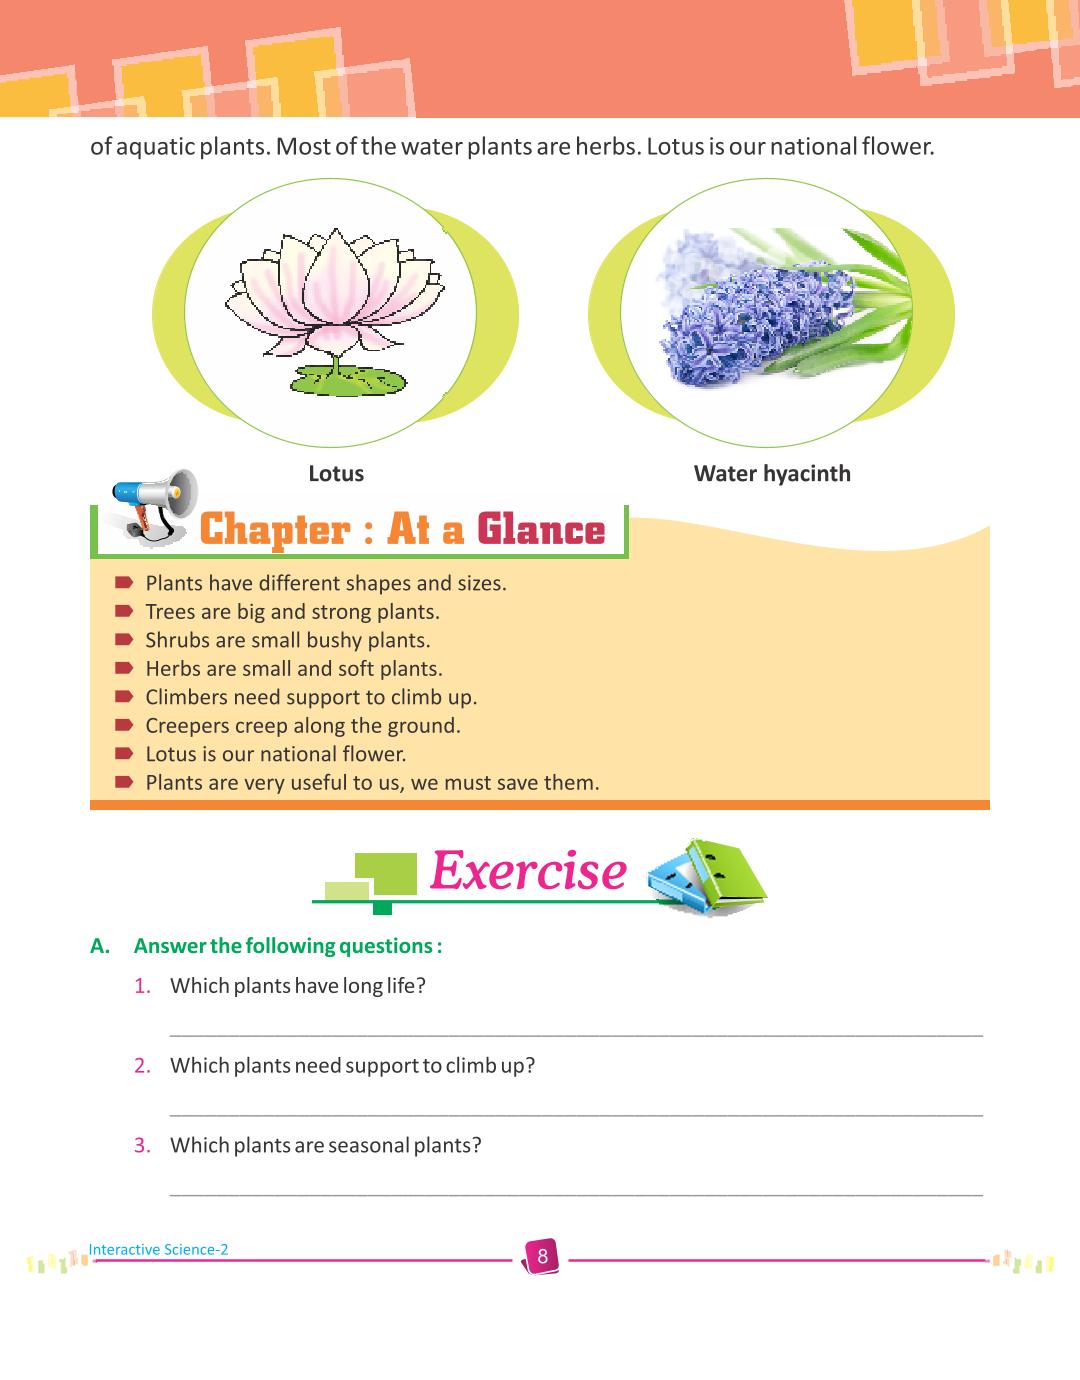 of aquatic plants. Most of the water plants are herbs. Lotus is our national flower.
Lotus
Water hyacinth
Chapter : At a Glance
Plants have different shapes and sizes.
Trees are big and strong plants.
Shrubs are small bushy plants.
Herbs are small and soft plants.
Climbers need support to climb up.
Creepers creep along the ground.
Lotus is our national flower.
Plants are very useful to us, we must save them.
Exercise
A. Answer the following questions :
1. Which plants have long life?
2. Which plants need support to climb up?
3. Which plants are seasonal plants?
Interactive Science-2
8